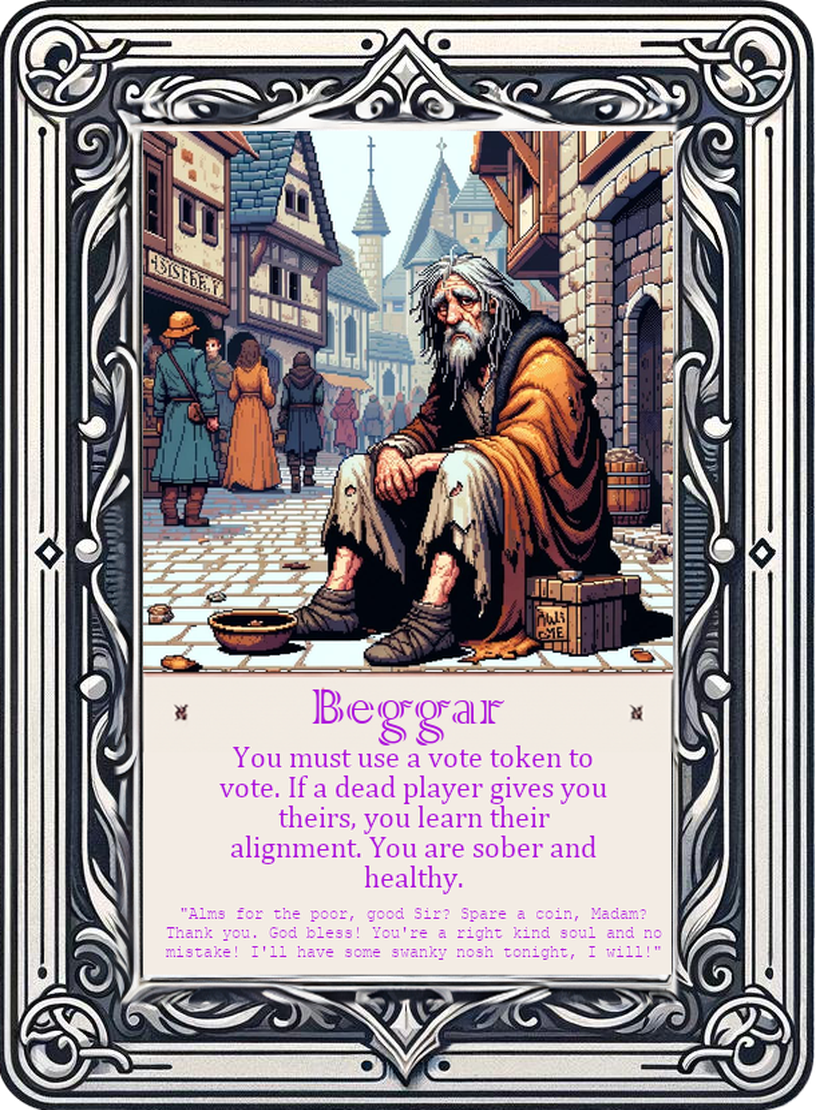 Beggar
You must use a vote token to
vote. If a dead player gives you
theirs, you learn their
alignment. You are sober and
healthy.
"Alms for the poor, good Sir? Spare a coin, Madam?
Thank you. God bless! You're a right kind soul and no
mistake! I'll have some swanky nosh tonight, I will!"